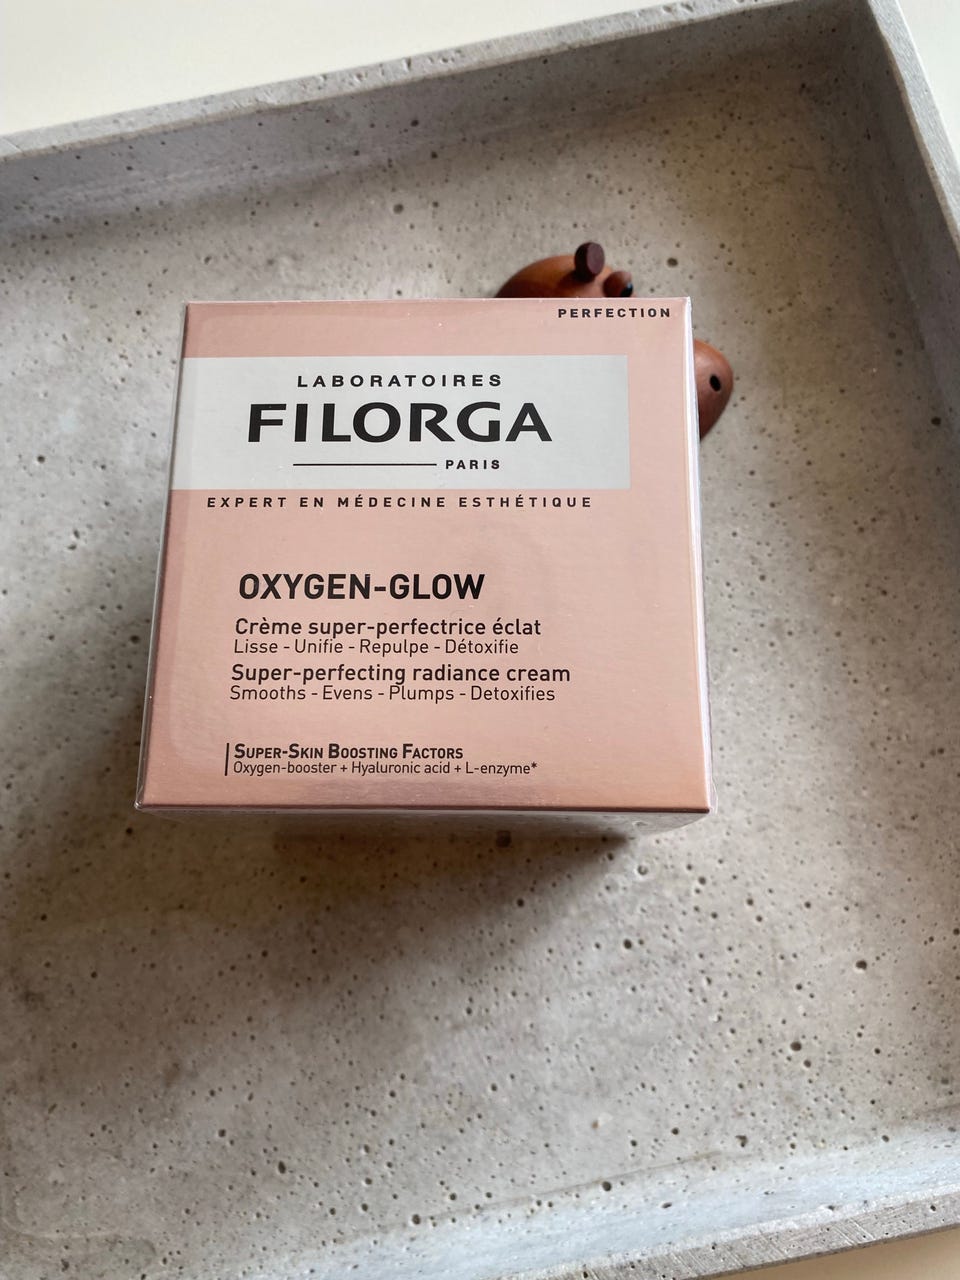 PERFECTION
LABORATOIRES
FILORGA
PARIS
EXPERT EN MÉDECINE ESTHÉTIQUE
OXYGEN-GLOW
Crème super-perfectrice éclat
Lisse - Unifie - Repulpe - Détoxifie
Super-perfecting radiance cream
Smooths - Evens - Plumps - Detoxifies
SUPER-SKIN BOOSTING FACTORS
Oxygen-booster + Hyaluronic acid + L-enzyme*